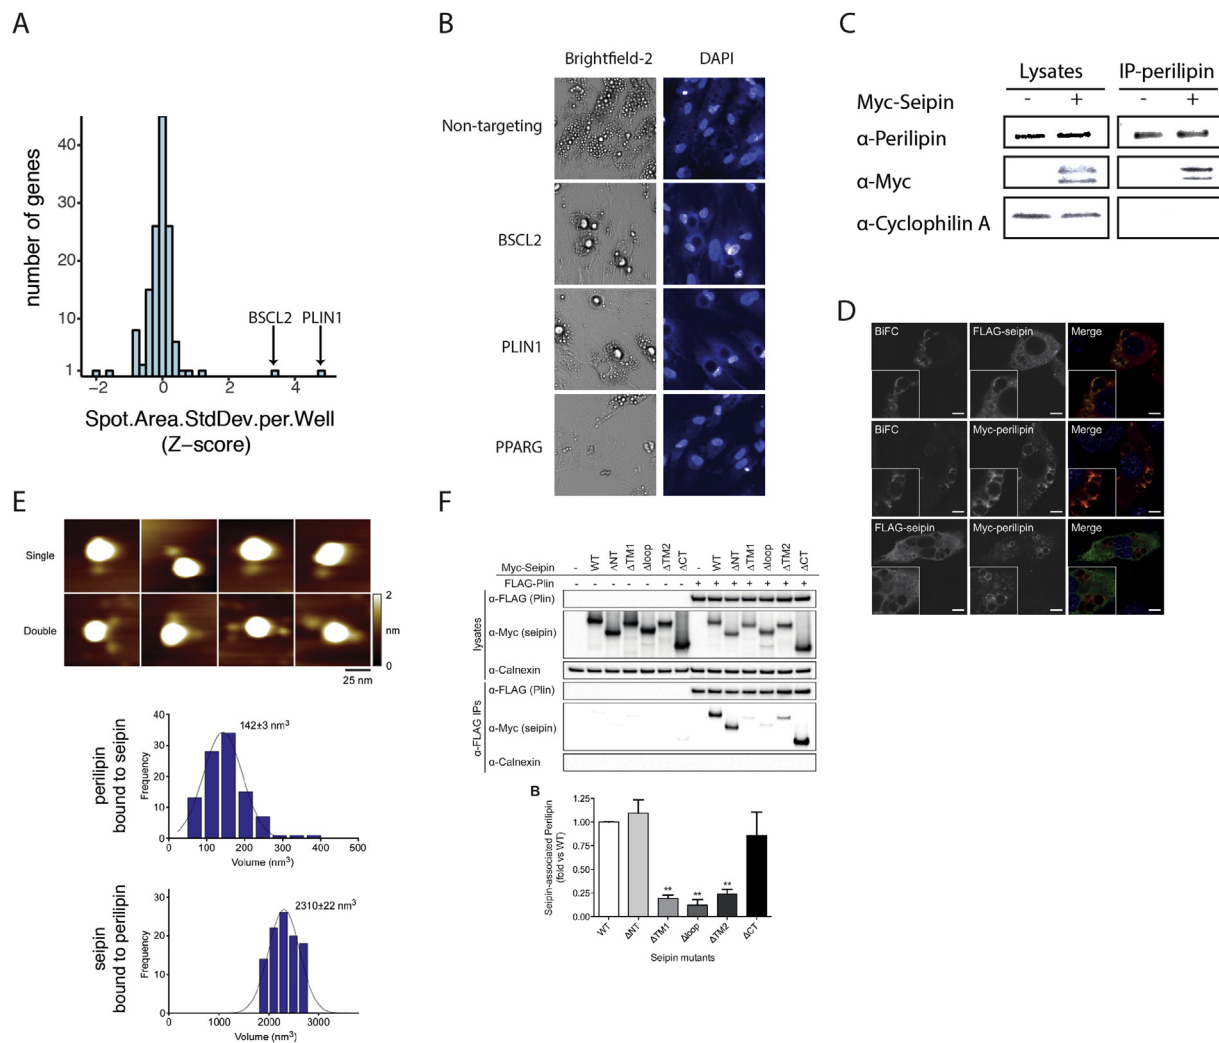 A
number of genes
40
30
20
10
1
BSCL2 PLIN1
−2 0 2 4
Spot.Area.StdDev.per.Well
(Z−score)
B
Brightfield-2 DAPI
Non-targeting
BSCL2
PLIN1
PPARG
C
Lysates IP-perilipin
Myc-Seipin - + - +
α-Perilipin
α-Myc
α-Cyclophilin A
D
BiFC FLAG-seipin Merge
BiFC Myc-perilipin Merge
FLAG-seipin Myc-perilipin Merge
E
Single
Double
2
nm
0
25 nm
perilipin
bound to seipin
Frequency
40
30
20
10
0
142±3 nm³
0 100 200 300 400 500
Volume (nm³)
seipin
bound to perilipin
Frequency
30
20
10
0
2310±22 nm³
0 1000 2000 3000
Volume (nm³)
F
Myc-Seipin - WT ΔNT ΔTM1 Δloop ΔTM2 ΔCT - WT ΔNT ΔTM1 Δloop ΔTM2 ΔCT
FLAG-Plin - - - - - - - + + + + + + +
lysates
α-FLAG (Plin)
α-Myc (seipin)
α-Calnexin
α-FLAG IPs
α-FLAG (Plin)
α-Myc (seipin)
α-Calnexin
B
Seipin-associated Perilipin
(fold vs WT)
1.25
1.00
0.75
0.50
0.25
0.00
** ** **
WT ΔNT ΔTM1 Δloop ΔTM2 ΔCT
Seipin mutants